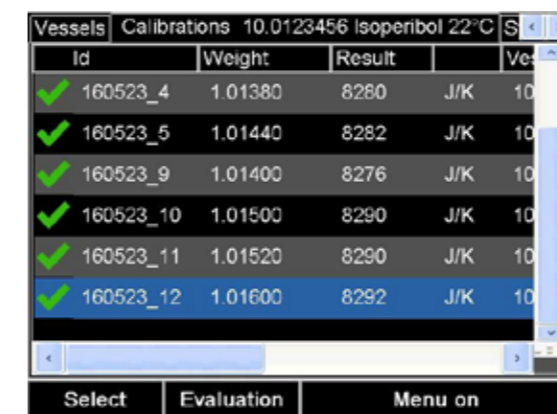 Vessels Calibrations 10.0123456 Isoperibol 22°C S
Id Weight Result Ves
160523_4 1.01380 8280 J/K 10
160523_5 1.01440 8282 J/K 10
160523_9 1.01400 8276 J/K 10
160523_10 1.01500 8290 J/K 10
160523_11 1.01520 8290 J/K 10
160523_12 1.01600 8292 J/K 10
Select Evaluation Menu on